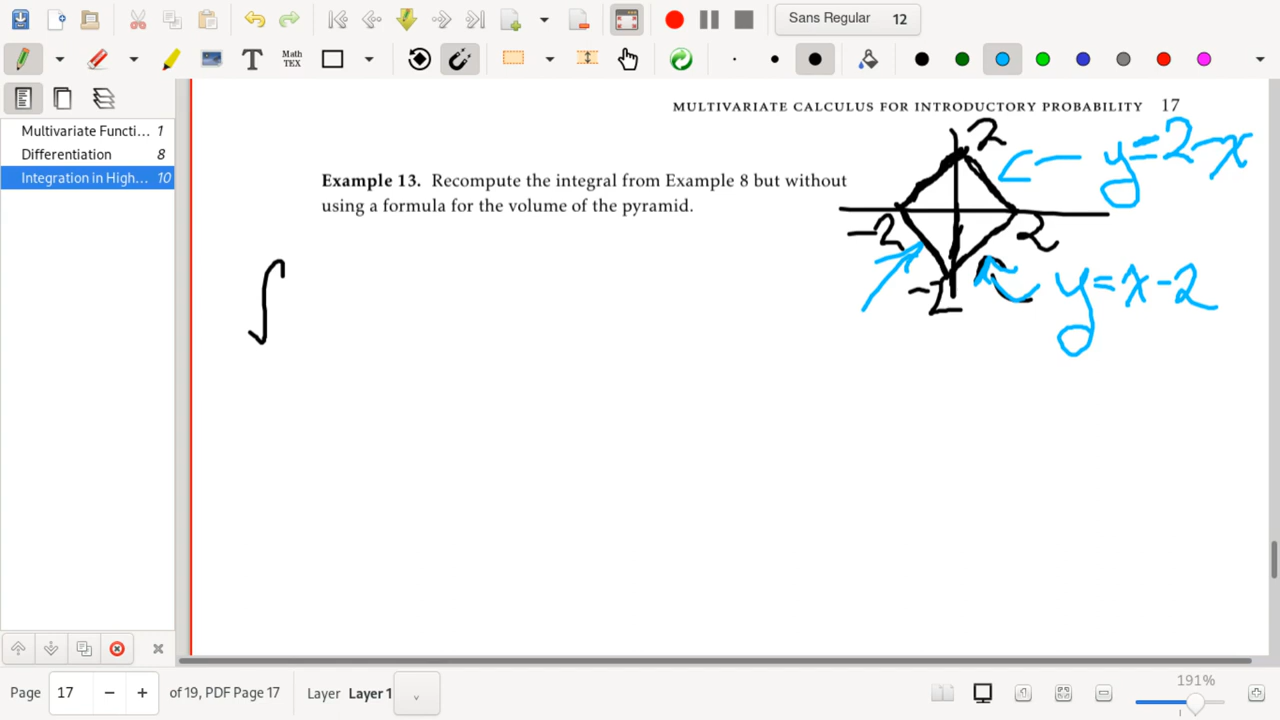 Sans Regular 12
T
Math
TEX
Multivariate Functi... 1
Differentiation 8
Integration in High... 10
MULTIVARIATE CALCULUS FOR INTRODUCTORY PROBABILITY 17
Example 13. Recompute the integral from Example 8 but without
using a formula for the volume of the pyramid.
2
y=2-x
-2
2
-2
y=x-2
∫
Page 17 of 19, PDF Page 17 Layer Layer 1
191%